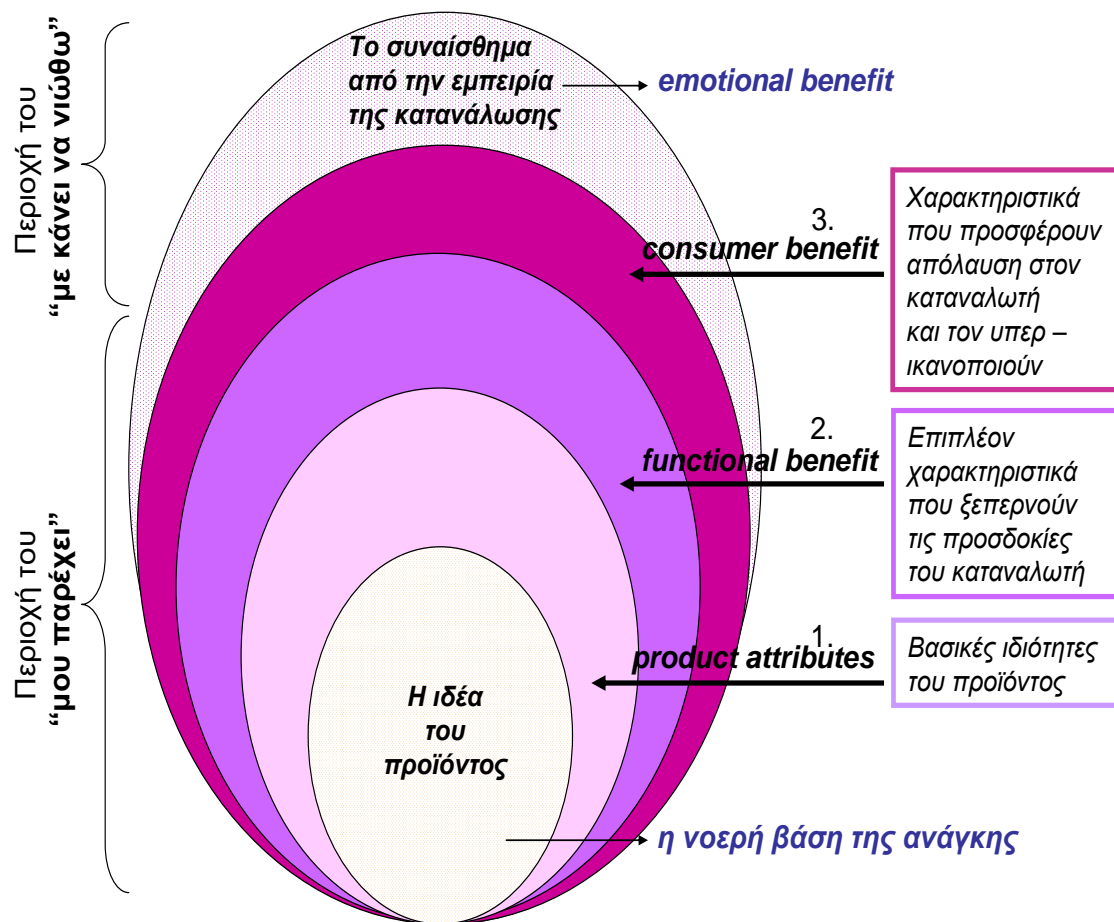 Περιοχή του
“με κάνει να νιώθω”
Περιοχή του
“μου παρέχει”
Το συναίσθημα
από την εμπειρία
της κατανάλωσης
emotional benefit
3.
consumer benefit
Χαρακτηριστικά
που προσφέρουν
απόλαυση στον
καταναλωτή
και τον υπερ –
ικανοποιούν
2.
functional benefit
Επιπλέον
χαρακτηριστικά
που ξεπερνούν
τις προσδοκίες
του καταναλωτή
1.
product attributes
Βασικές ιδιότητες
του προϊόντος
Η ιδέα
του
προϊόντος
η νοερή βάση της ανάγκης